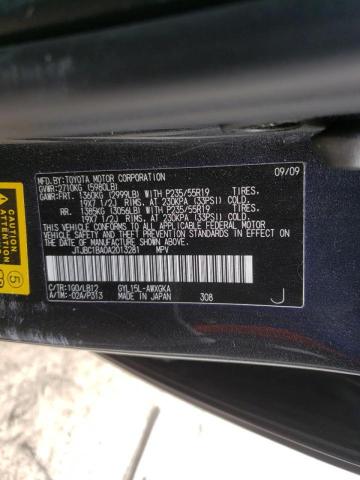 MFD.BY:TOYOTA MOTOR CORPORATION 09/09
GVWR:2710KG (5980LB)
GAWR:FRT. 1360KG (2999LB) WITH P235/55R19 TIRES.
19X7 1/2J RIMS, AT 230KPA (33PSI) COLD.
RR. 1385KG (3056LB) WITH P235/55R19 TIRES.
19X7 1/2J RIMS, AT 230KPA (33PSI) COLD.
THIS VEHICLE CONFORMS TO ALL APPLICABLE
FEDERAL MOTOR VEHICLE SAFETY AND
THEFT PREVENTION STANDARDS IN EFFECT ON
THE DATE OF MANUFACTURE SHOWN ABOVE.
JTJBC1BA0A2013281 MPV
C/TR:1G0/LB12 GYL15L-AWXGKA
A/TM:-02A/P313 MADE IN JAPAN 308 J
5